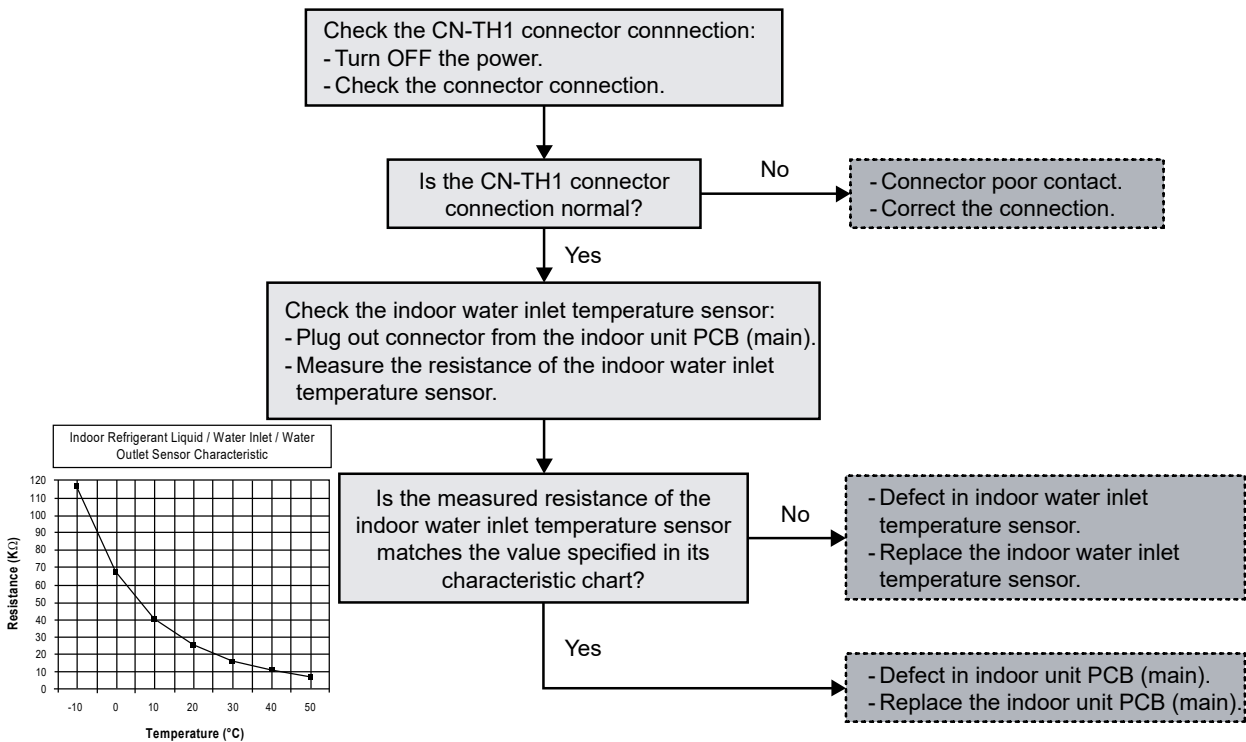 Check the CN-TH1 connector connnection:
- Turn OFF the power.
- Check the connector connection.
Is the CN-TH1 connector
connection normal?
No
- Connector poor contact.
- Correct the connection.
Yes
Check the indoor water inlet temperature sensor:
- Plug out connector from the indoor unit PCB (main).
- Measure the resistance of the indoor water inlet
temperature sensor.
Indoor Refrigerant Liquid / Water Inlet / Water
Outlet Sensor Characteristic
Resistance (KΩ)
120
110
100
90
80
70
60
50
40
30
20
10
0
-10 0 10 20 30 40 50
Temperature (°C)
Is the measured resistance of the
indoor water inlet temperature sensor
matches the value specified in its
characteristic chart?
No
- Defect in indoor water inlet
temperature sensor.
- Replace the indoor water inlet
temperature sensor.
Yes
- Defect in indoor unit PCB (main).
- Replace the indoor unit PCB (main).